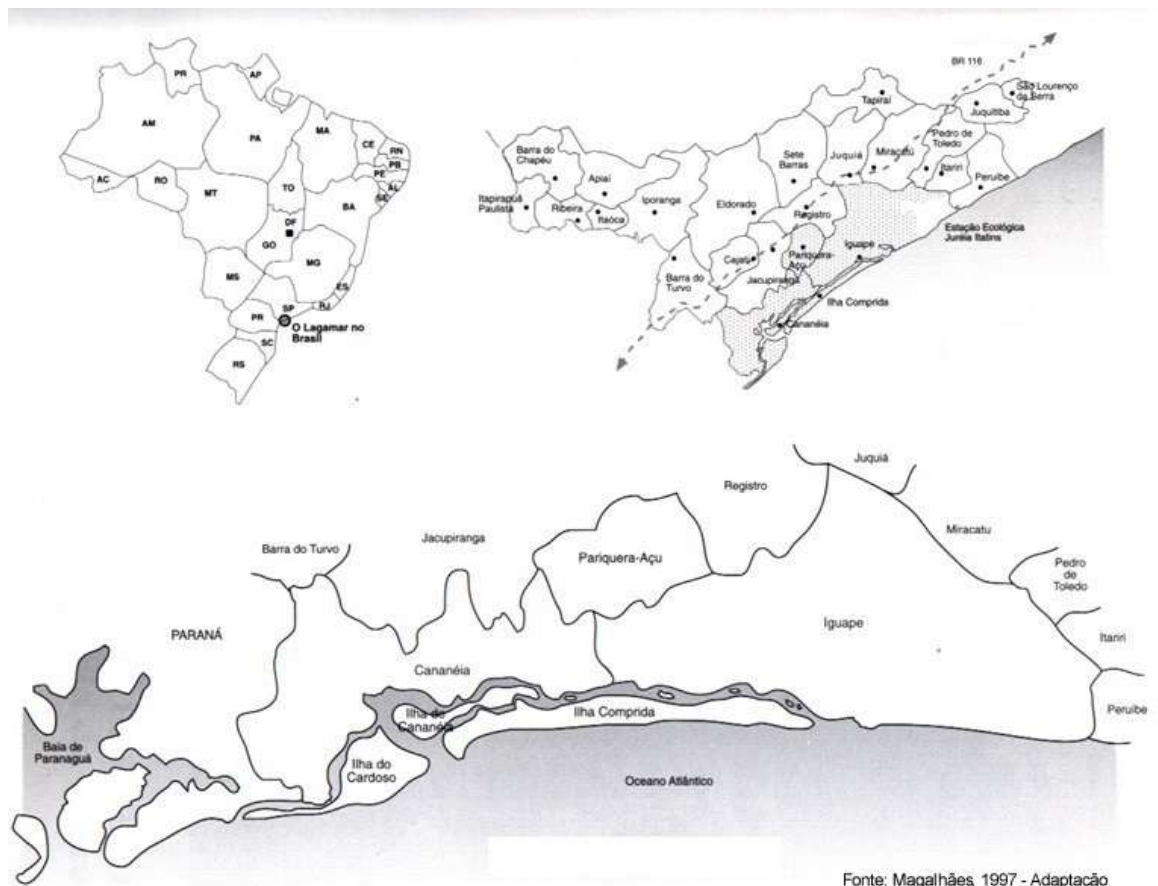 PR
AP
AM
PA
MA
CE
RN
PB
PE
AL
SE
AC
RO
MT
TO
BA
DF
GO
MG
MS
ES
SP
RJ
PR
SC
RS
O Lagamar no
Brasil
BR 116
São Lourenço
da Serra
Tapiraí
Juquitiba
Pedro de
Toledo
Barra do
Chapéu
Sete
Barras
Juquiá
Miracatú
Itariri
Peruíbe
Apiaí
Itapirapuã
Paulista
Ribeira
Itaóca
Iporanga
Eldorado
Registro
Estação Ecológica
Juréia Itatins
Barra do
Turvo
Cajati
Jacupiranga
Pariquera-
Açu
Iguape
Ilha Comprida
Cananéia
Juquiá
Registro
Miracatu
Barra do Turvo
Jacupiranga
Pariquera-Açu
Pedro
de
Toledo
PARANÁ
Iguape
Itariri
Cananéia
Peruíbe
Ilha de
Cananéia
Ilha Comprida
Baía de
Paranaguá
Ilha do
Cardoso
Oceano Atlântico
Fonte: Magalhães, 1997 - Adaptação